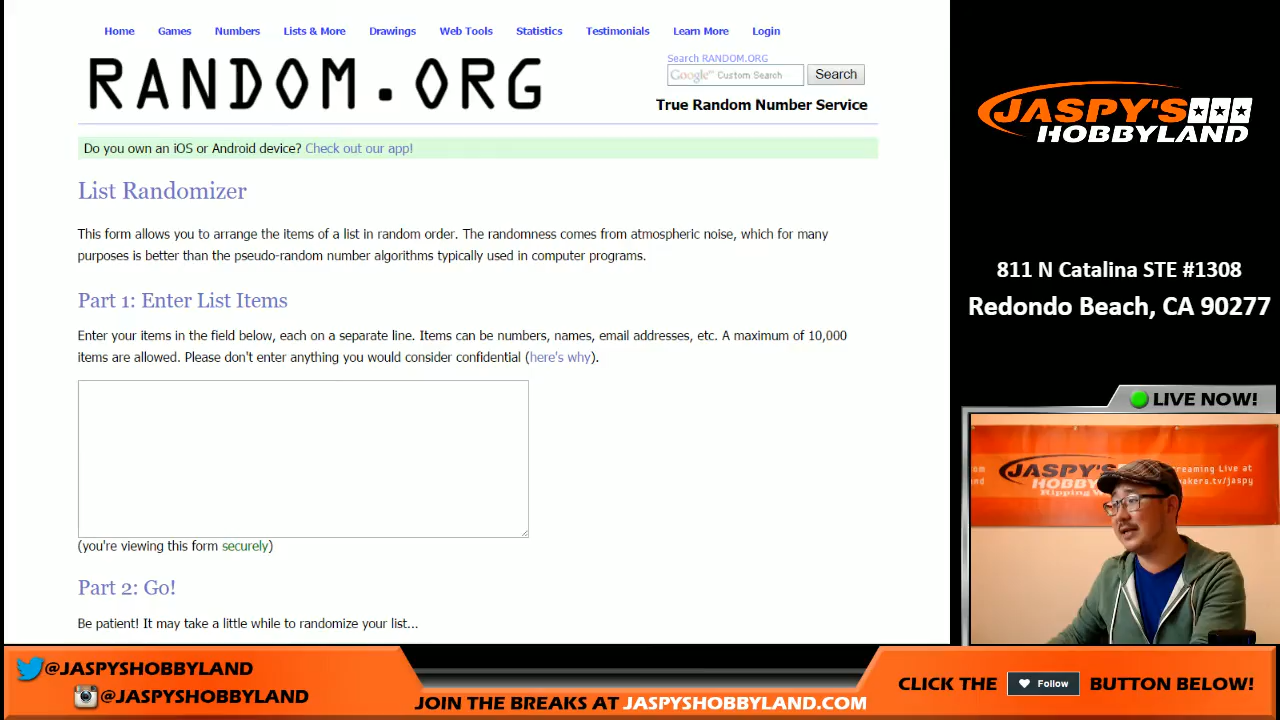 Home Games Numbers Lists & More Drawings Web Tools Statistics Testimonials Learn More Login
RANDOM.ORG
Search RANDOM.ORG
Google™ Custom Search Search
True Random Number Service
Do you own an iOS or Android device? Check out our app!
List Randomizer
This form allows you to arrange the items of a list in random order. The randomness comes from atmospheric noise, which for many
purposes is better than the pseudo-random number algorithms typically used in computer programs.
Part 1: Enter List Items
Enter your items in the field below, each on a separate line. Items can be numbers, names, email addresses, etc. A maximum of 10,000
items are allowed. Please don't enter anything you would consider confidential (here's why).
(you're viewing this form securely)
Part 2: Go!
Be patient! It may take a little while to randomize your list...
JASPY'S
HOBBYLAND
811 N Catalina STE #1308
Redondo Beach, CA 90277
LIVE NOW!
JASPY'S
Streaming Live at
@JASPYSHOBBYLAND
@JASPYSHOBBYLAND
JOIN THE BREAKS AT JASPYSHOBBYLAND.COM
CLICK THE Follow BUTTON BELOW!